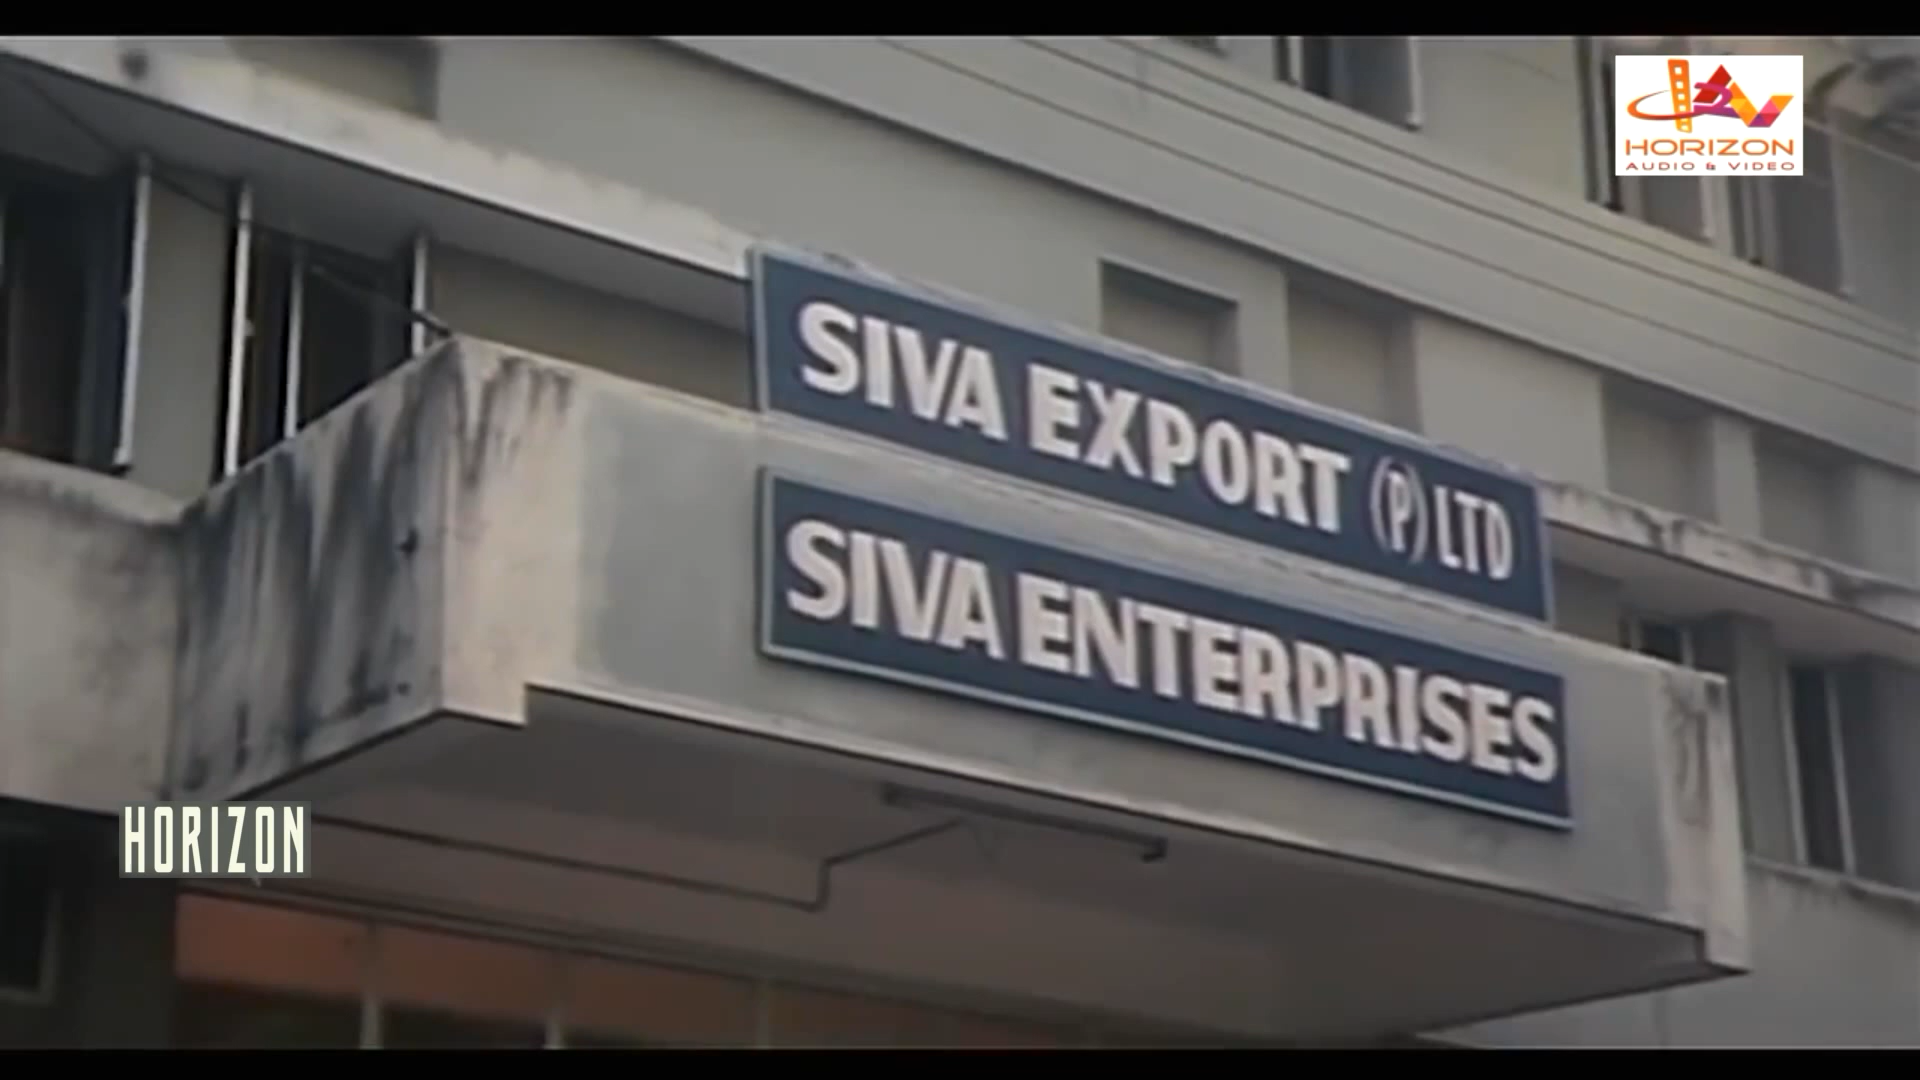 HORIZON
AUDIO & VIDEO
SIVA EXPORT (P) LTD
SIVA ENTERPRISES
HORIZON